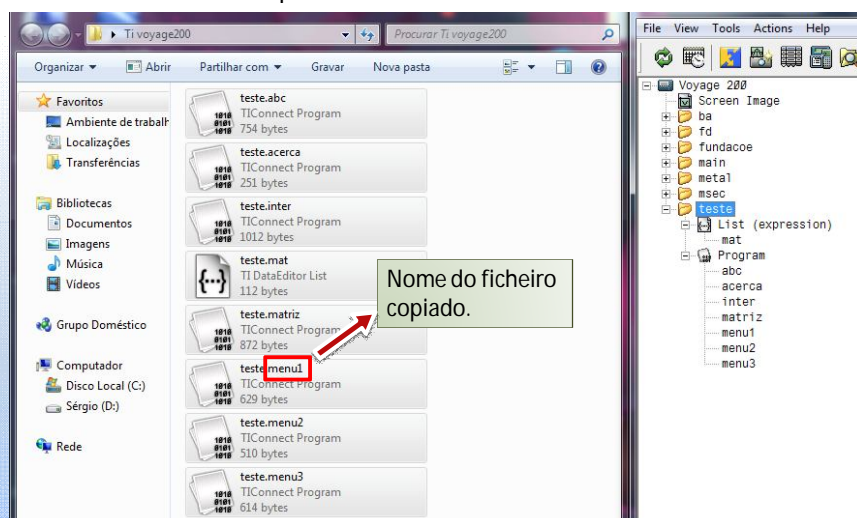 Ti voyage200
Procurar Ti voyage200
Organizar
Abrir
Partilhar com
Gravar
Nova pasta
Favoritos
Ambiente de trabalh
Localizações
Transferências
Bibliotecas
Documentos
Imagens
Música
Vídeos
Grupo Doméstico
Computador
Disco Local (C:)
Sérgio (D:)
Rede
teste.abc
TIConnect Program
754 bytes
teste.acerca
TIConnect Program
251 bytes
teste.inter
TIConnect Program
1012 bytes
teste.mat
TI DataEditor List
112 bytes
teste.matriz
TIConnect Program
872 bytes
teste.menu1
TIConnect Program
629 bytes
teste.menu2
TIConnect Program
510 bytes
teste.menu3
TIConnect Program
614 bytes
Nome do ficheiro
copiado.
File View Tools Actions Help
Voyage 200
Screen Image
ba
fd
fundacoe
main
metal
msec
teste
List (expression)
mat
Program
abc
acerca
inter
matriz
menu1
menu2
menu3